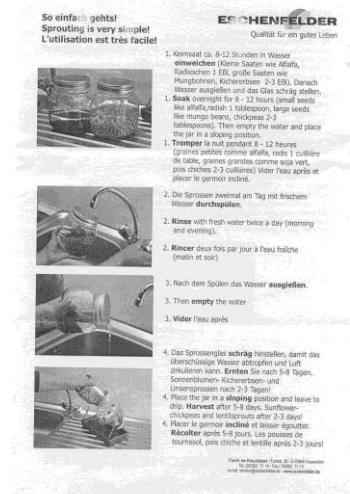 So einfach gehts!
Sprouting is very simple!
L'utilisation est très facile!
ESCHENFELDER
Qualität für ein gutes Leben
1. Keimsaat ca. 8-12 Stunden in Wasser
einweichen (Kleine Saaten wie Alfalfa,
Radieschen 1 EBL, große Saaten wie
Mungbohnen, Kichererbsen 2-3 EBl). Danach
Wasser ausgießen und das Glas schräg stellen.
1. Soak overnight for 8 - 12 hours (small seeds
like alfalfa,radish 1 tablespoon, large seeds
like mungo beans, chickpeas 2-3
tablespoons). Then empty the water and place
the jar in a sloping position.
1. Tremper la nuit pendant 8 - 12 heures
(graines petites comme alfalfa, radis 1 cuillière
de table, graines grandes comme soja vert,
pois chiches 2-3 cuillières) Vider l'eau après et
placer le germoir incliné.
2. Die Sprossen zweimal am Tag mit frischem
Wasser durchspülen.
2. Rinse with fresh water twice a day (morning
and evening).
2. Rincer deux fois par jour à l'eau fraîche
(matin et soir)
3. Nach dem Spülen das Wasser ausgießen.
3. Then empty the water
3. Vider l'eau après
4. Das Sprossenglas schräg hinstellen, damit das
überschüssige Wasser abtropfen und Luft
zirkulieren kann. Ernten Sie nach 5-8 Tagen,
Sonnenblumen- Kichererbsen- und
Linsensprossen nach 2-3 Tagen!
4. Place the jar in a sloping position and leave to
drip. Harvest after 5-8 days. Sunflower-
chickpeas and lentilsprouts after 2-3 days!
4. Placer le germoir incliné et laisser égoutter.
Récolter après 5-8 jours. Les pousses de
tournesol, pois chiche et lentille après 2-3 jours!